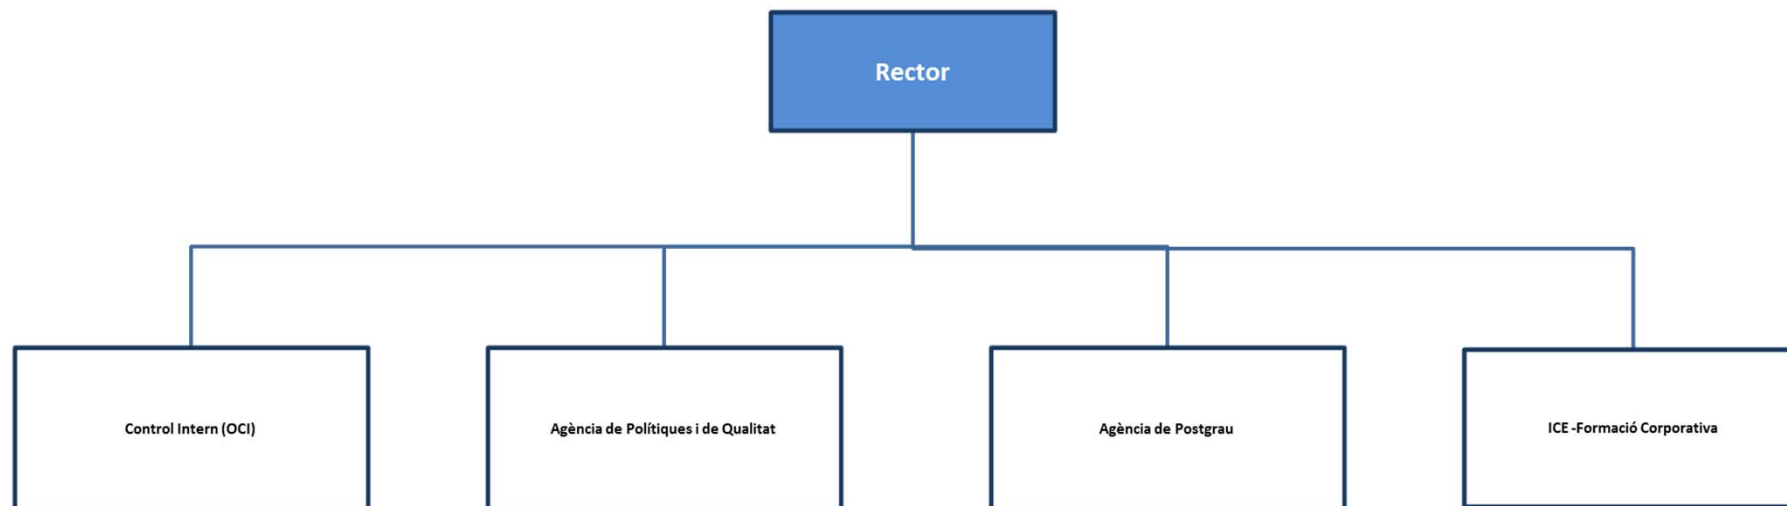 Rector
Control Intern (OCI)
Agència de Polítiques i de Qualitat
Agència de Postgrau
ICE -Formació Corporativa